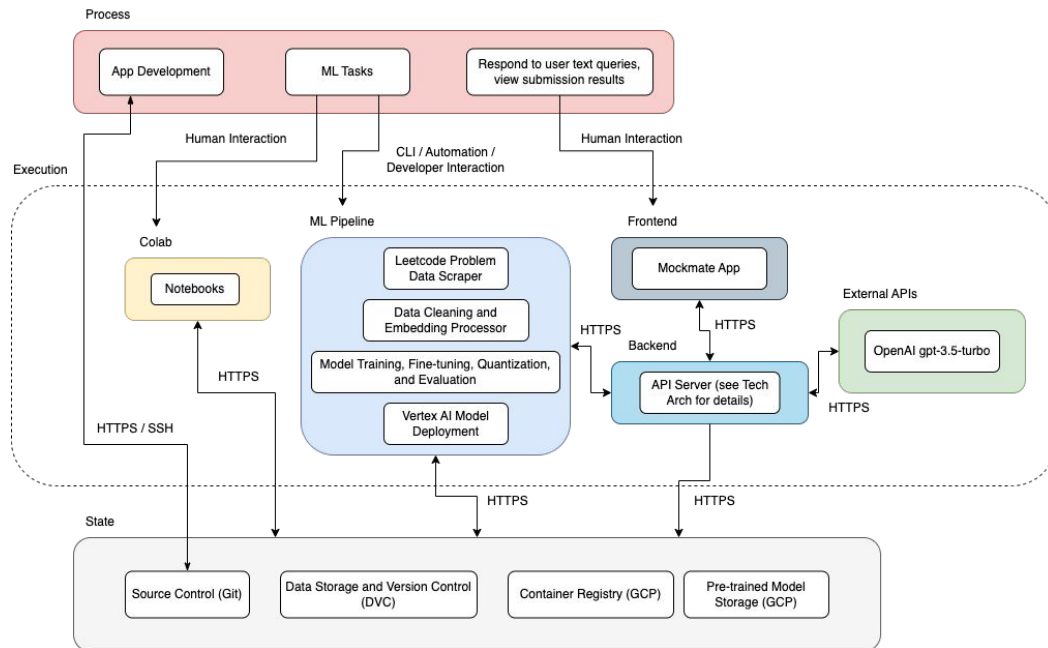 Process
App Development
ML Tasks
Respond to user text queries,
view submission results
Human Interaction
CLI / Automation /
Developer Interaction
Human Interaction
Execution
Colab
Notebooks
ML Pipeline
Leetcode Problem
Data Scraper
Data Cleaning and
Embedding Processor
Model Training, Fine-tuning, Quantization,
and Evaluation
Vertex AI Model
Deployment
Frontend
Mockmate App
HTTPS
HTTPS
Backend
API Server (see Tech
Arch for details)
External APIs
OpenAI gpt-3.5-turbo
HTTPS
HTTPS
HTTPS / SSH
HTTPS
HTTPS
State
Source Control (Git)
Data Storage and Version Control
(DVC)
Container Registry (GCP)
Pre-trained Model
Storage (GCP)